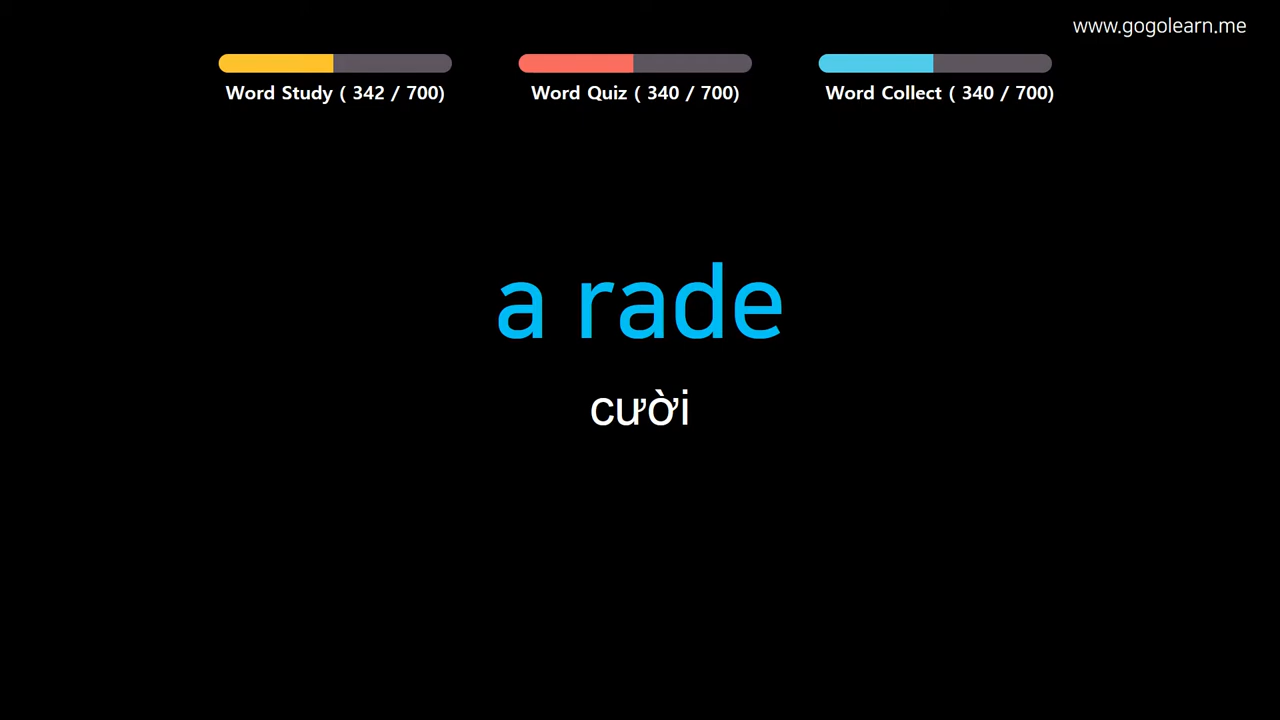 www.gogolearn.me
Word Study ( 342 / 700)
Word Quiz ( 340 / 700)
Word Collect ( 340 / 700)
a rade
cười